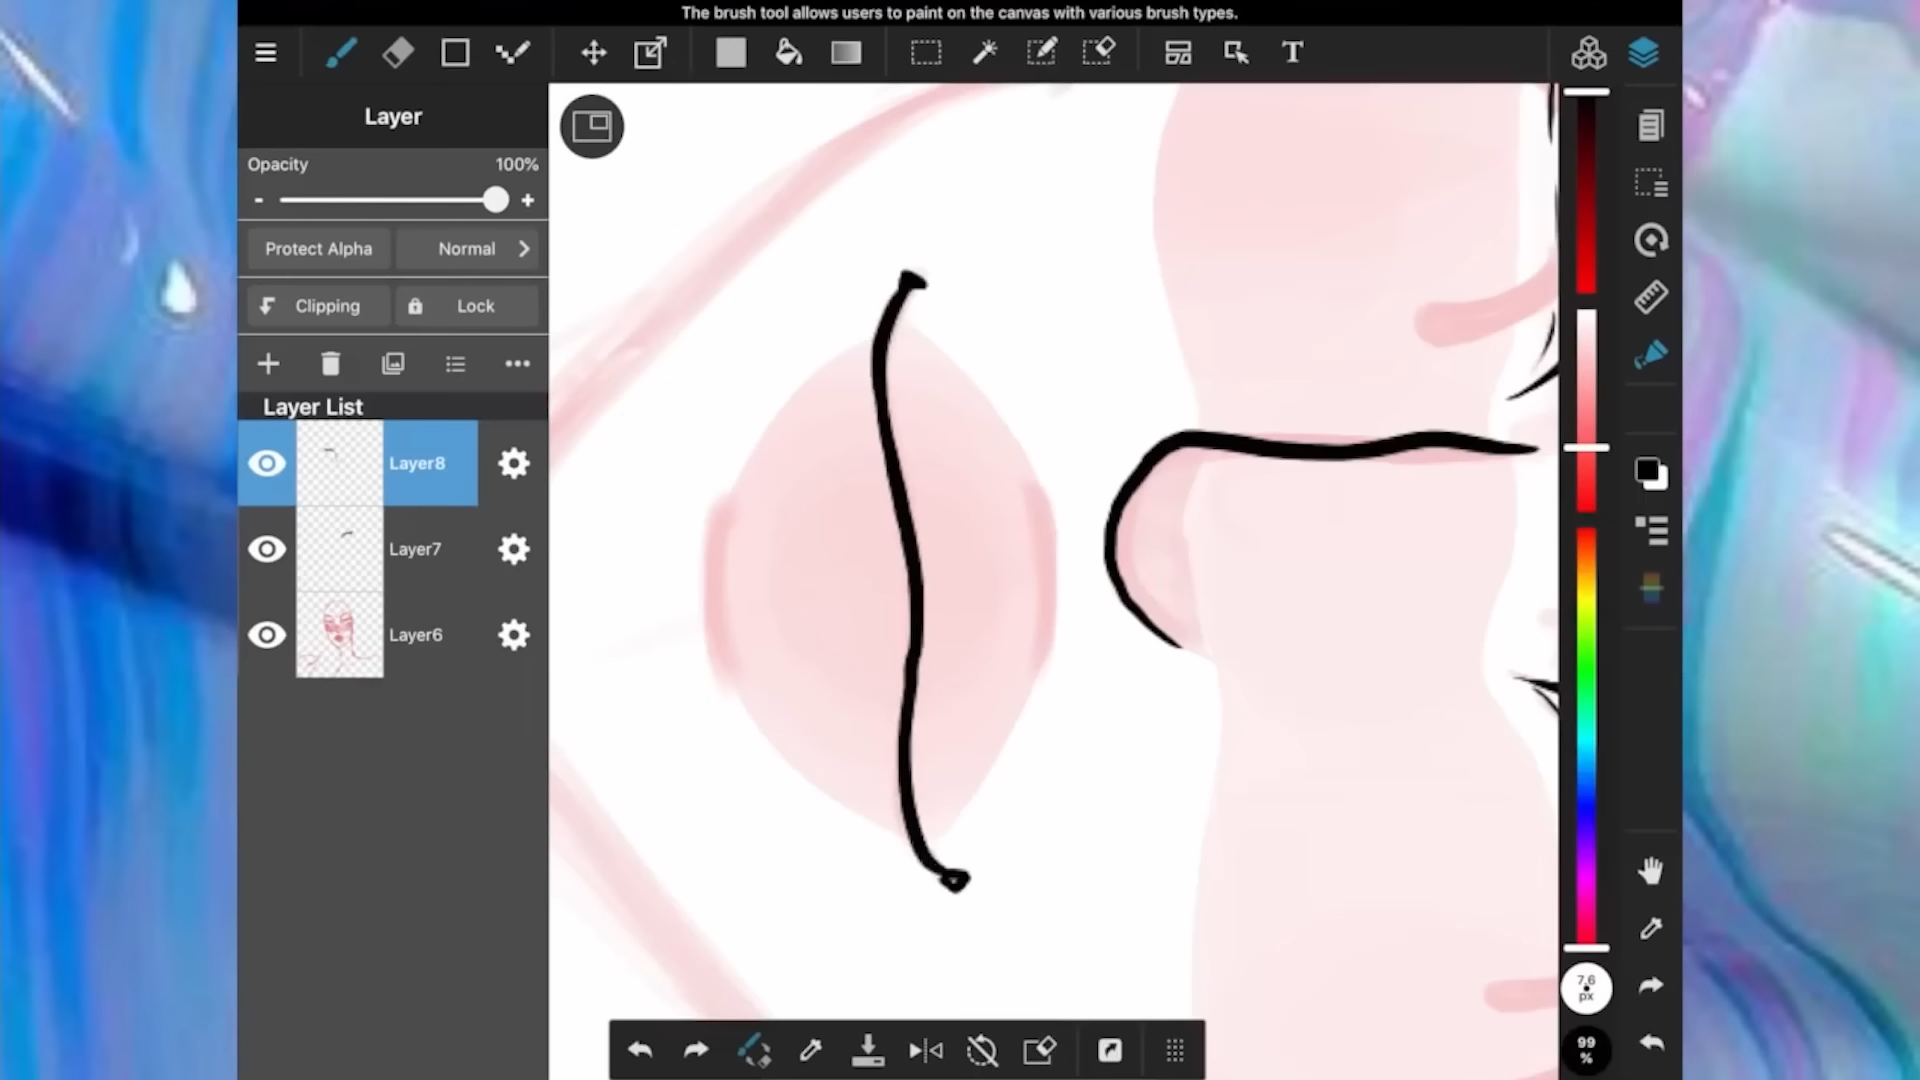 The brush tool allows users to paint on the canvas with various brush types.
T
Layer
Opacity 100%
- +
Protect Alpha Normal
Clipping Lock
Layer List
Layer8
Layer7
Layer6
7.6
px
99
%